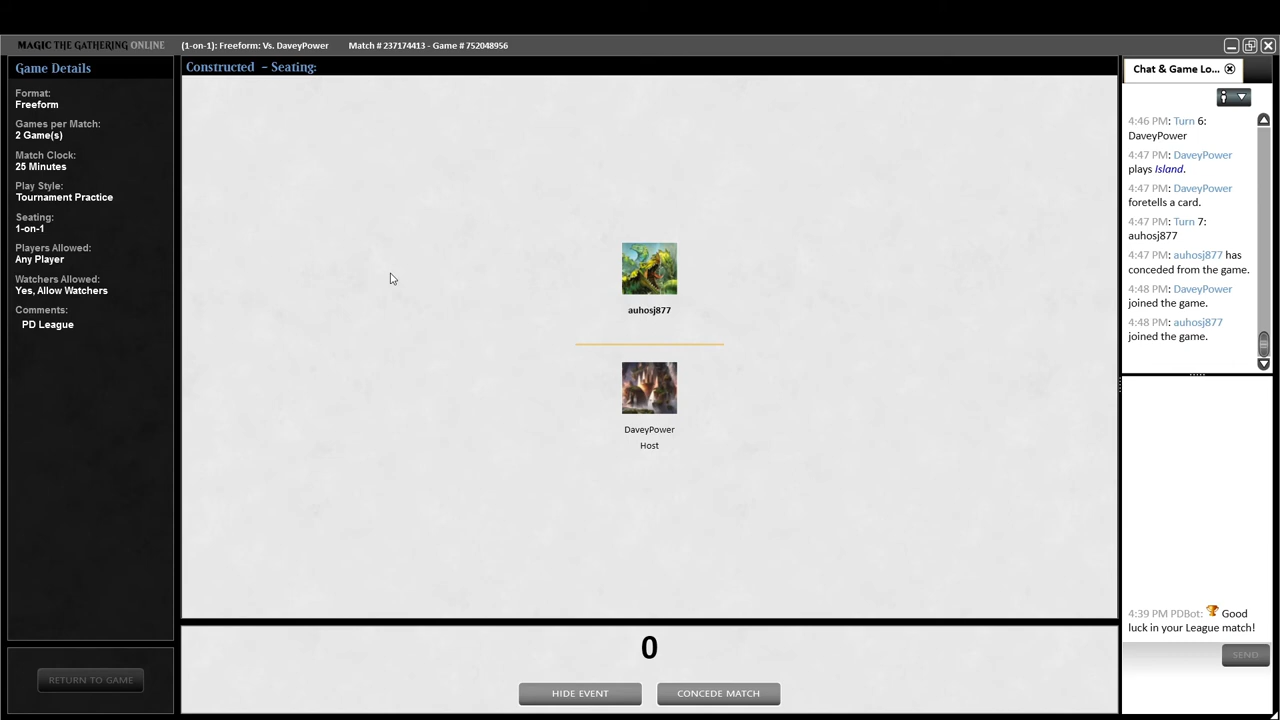 MAGIC THE GATHERING ONLINE (1-on-1): Freeform: Vs. DaveyPower Match # 237174413 - Game # 752048956
Game Details
Format:
Freeform
Games per Match:
2 Game(s)
Match Clock:
25 Minutes
Play Style:
Tournament Practice
Seating:
1-on-1
Players Allowed:
Any Player
Watchers Allowed:
Yes, Allow Watchers
Comments:
PD League
RETURN TO GAME
Constructed - Seating:
auhosj877
DaveyPower
Host
0
HIDE EVENT CONCEDE MATCH
Chat & Game Lo...
4:46 PM: Turn 6:
DaveyPower
4:47 PM: DaveyPower
plays Island.
4:47 PM: DaveyPower
foretells a card.
4:47 PM: Turn 7:
auhosj877
4:47 PM: auhosj877 has
conceded from the game.
4:48 PM: DaveyPower
joined the game.
4:48 PM: auhosj877
joined the game.
4:39 PM PDBot: 🏆 Good
luck in your League match!
SEND